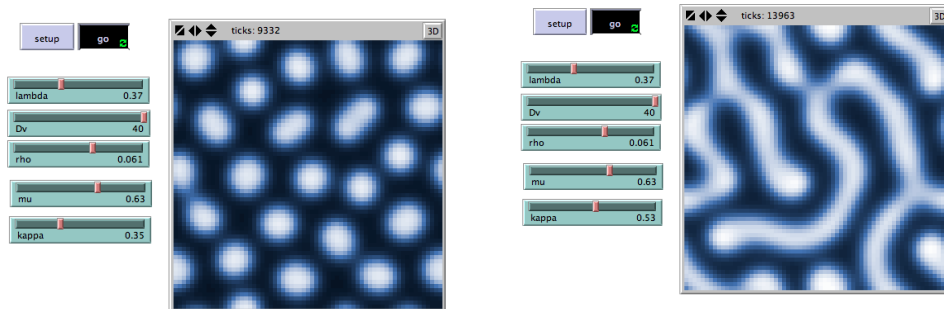 setup
go
ticks: 9332
3D
lambda 0.37
Dv 40
rho 0.061
mu 0.63
kappa 0.35
setup
go
ticks: 13963
3D
lambda 0.37
Dv 40
rho 0.061
mu 0.63
kappa 0.53